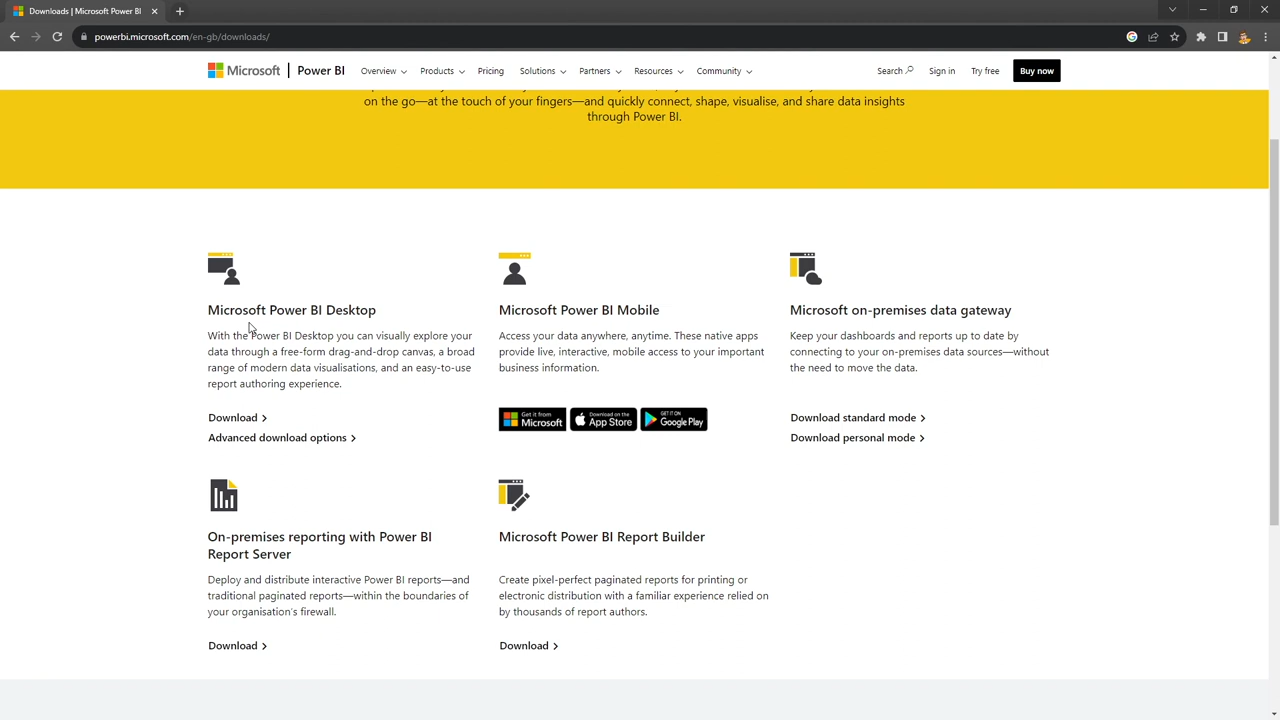 Downloads | Microsoft Power BI
powerbi.microsoft.com/en-gb/downloads/
Microsoft Power BI Overview Products Pricing Solutions Partners Resources Community Search Sign in Try free Buy now
on the go—at the touch of your fingers—and quickly connect, shape, visualise, and share data insights
through Power BI.
Microsoft Power BI Desktop
With the Power BI Desktop you can visually explore your
data through a free-form drag-and-drop canvas, a broad
range of modern data visualisations, and an easy-to-use
report authoring experience.
Download
Advanced download options
Microsoft Power BI Mobile
Access your data anywhere, anytime. These native apps
provide live, interactive, mobile access to your important
business information.
Get it from
Microsoft
Download on the
App Store
GET IT ON
Google Play
Microsoft on-premises data gateway
Keep your dashboards and reports up to date by
connecting to your on-premises data sources—without
the need to move the data.
Download standard mode
Download personal mode
On-premises reporting with Power BI
Report Server
Deploy and distribute interactive Power BI reports—and
traditional paginated reports—within the boundaries of
your organisation's firewall.
Download
Microsoft Power BI Report Builder
Create pixel-perfect paginated reports for printing or
electronic distribution with a familiar experience relied on
by thousands of report authors.
Download